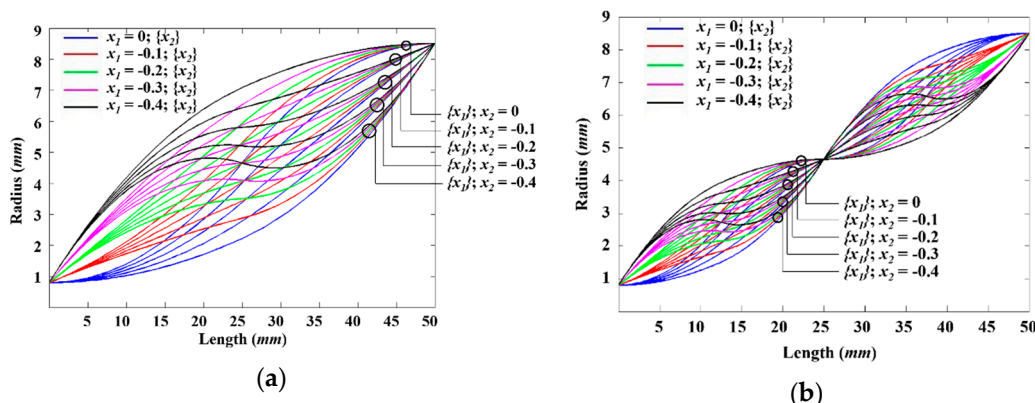 9
8
7
6
5
4
3
2
1
Radius (mm)
x1 = 0; {x2}
x1 = -0.1; {x2}
x1 = -0.2; {x2}
x1 = -0.3; {x2}
x1 = -0.4; {x2}
{x1}; x2 = 0
{x1}; x2 = -0.1
{x1}; x2 = -0.2
{x1}; x2 = -0.3
{x1}; x2 = -0.4
5 10 15 20 25 30 35 40 45 50
Length (mm)
(a)
9
8
7
6
5
4
3
2
1
Radius (mm)
x1 = 0; {x2}
x1 = -0.1; {x2}
x1 = -0.2; {x2}
x1 = -0.3; {x2}
x1 = -0.4; {x2}
{x1}; x2 = 0
{x1}; x2 = -0.1
{x1}; x2 = -0.2
{x1}; x2 = -0.3
{x1}; x2 = -0.4
5 10 15 20 25 30 35 40 45 50
Length (mm)
(b)